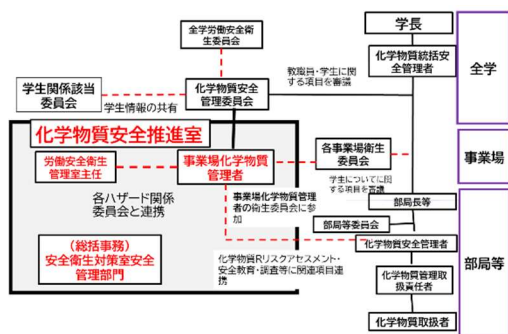 学長
全学労働安全衛
生委員会
化学物質統括安
全管理者
全学
教職員・学生に関
する項目を審議
学生関係該当
委員会
学生情報の共有
化学物質安全
管理委員会
化学物質安全推進室
各事業場衛生
委員会
事業場
労働安全衛生
管理室主任
事業場化学物質
管理者
学生についてに関
する項目を審議
各ハザード関係
委員会と連携
事業場化学物質管理
者の衛生委員会に参
加
部局長等
部局等委員会
化学物質安全管理者
部局等
(総括事務)
安全衛生対策室安全
管理部門
化学物質Rリスクアセスメント・
安全教育・調査等に関連項目連
携
化学物質管理取
扱責任者
化学物質取扱者